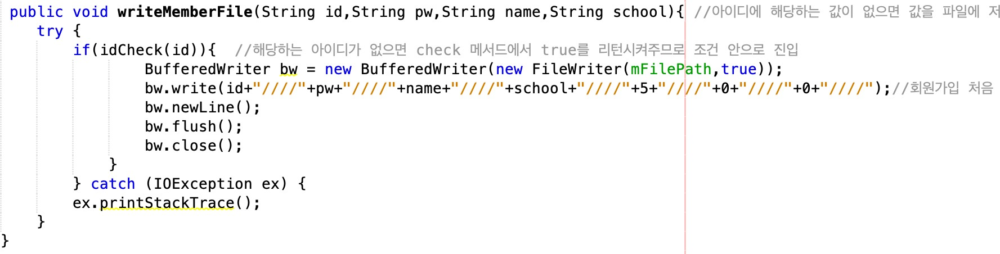 public void writeMemberFile(String id,String pw,String name,String school){ //아이디에 해당하는 값이 없으면 값을 파일에 저
try {
if(idCheck(id)){  //해당하는 아이디가 없으면 check 메서드에서 true를 리턴시켜주므로 조건 안으로 진입
BufferedWriter bw = new BufferedWriter(new FileWriter(mFilePath,true));
bw.write(id+"////"+pw+"////"+name+"////"+school+"////"+5+"////"+0+"////"+0+"////");//회원가입 처음
bw.newLine();
bw.flush();
bw.close();
}
} catch (IOException ex) {
ex.printStackTrace();
}
}